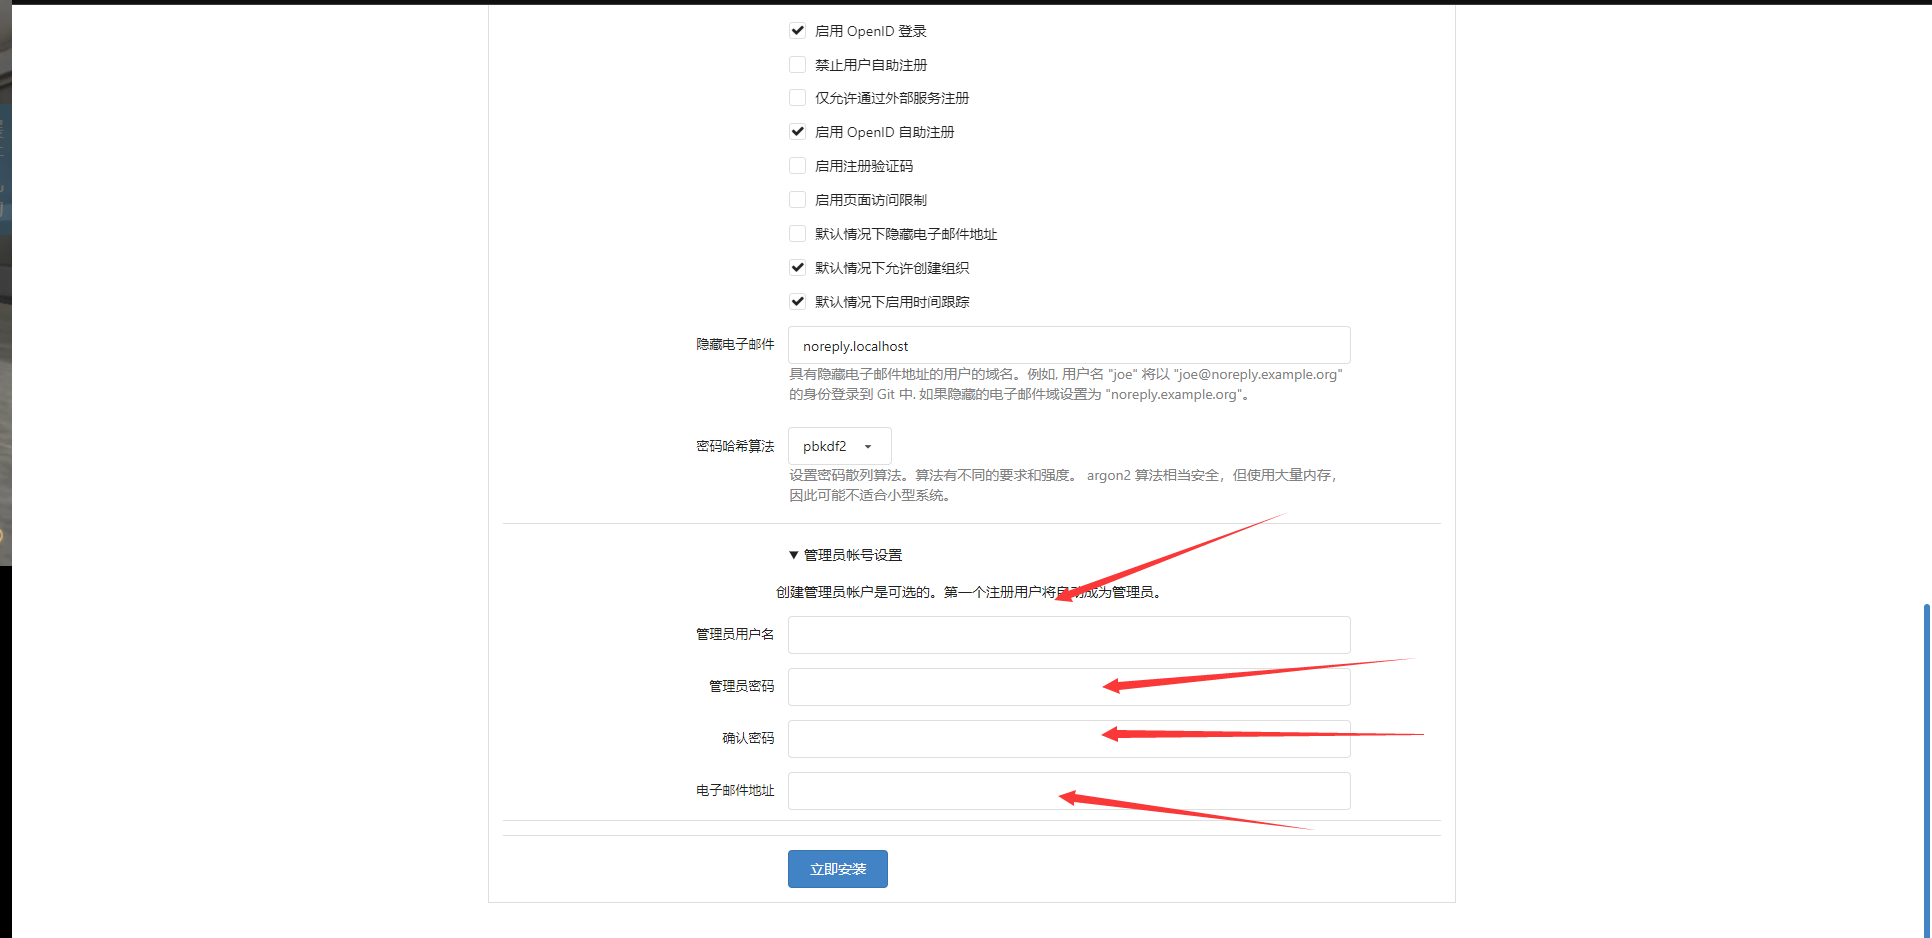 启用 OpenID 登录
禁止用户自助注册
仅允许通过外部服务注册
启用 OpenID 自助注册
启用注册验证码
启用页面访问限制
默认情况下隐藏电子邮件地址
默认情况下允许创建组织
默认情况下启用时间跟踪
隐藏电子邮件 noreply.localhost
具有隐藏电子邮件地址的用户的域名。例如, 用户名 "joe" 将以 "joe@noreply.example.org"
的身份登录到 Git 中. 如果隐藏的电子邮件域设置为 "noreply.example.org"。
密码哈希算法 pbkdf2
设置密码散列算法。算法有不同的要求和强度。 argon2 算法相当安全，但使用大量内存，
因此可能不适合小型系统。
管理员帐号设置
创建管理员帐户是可选的。第一个注册用户将自动成为管理员。
管理员用户名
管理员密码
确认密码
电子邮件地址
立即安装